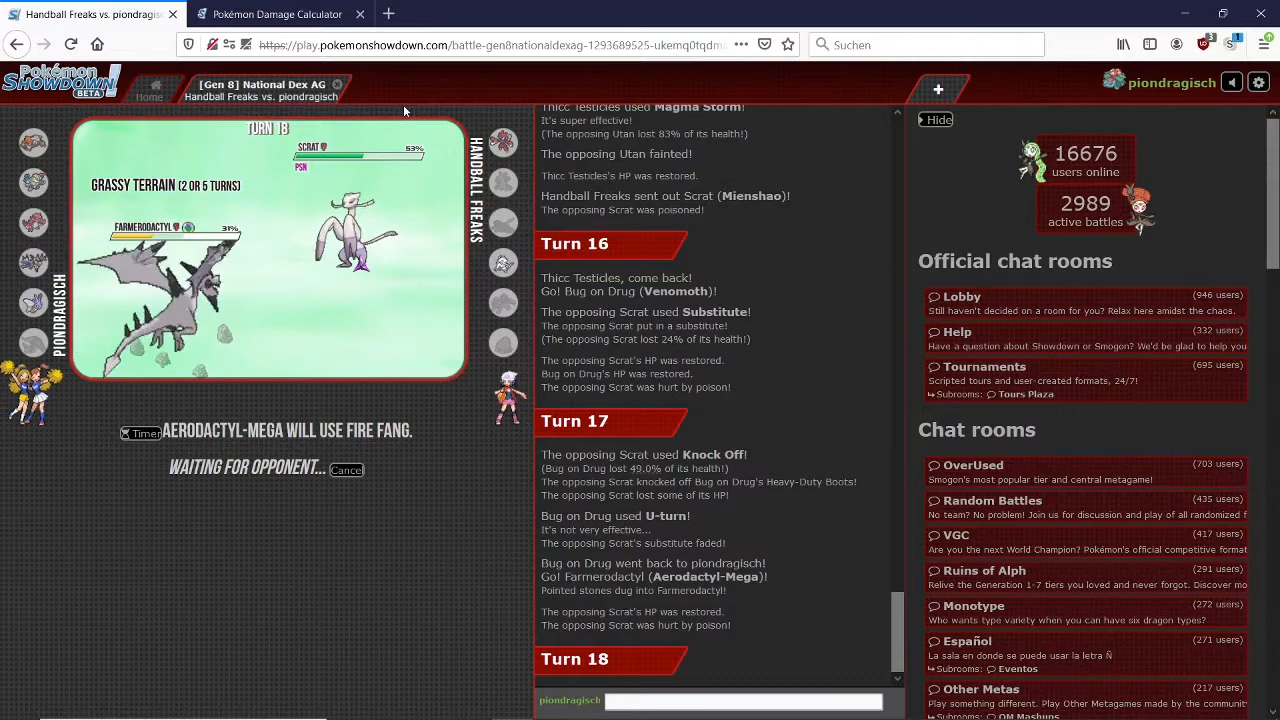 Handball Freaks vs. piondragisch
Pokémon Damage Calculator
https://play.pokemonshowdown.com/battle-gen8nationaldexag-1293689525-ukemq0tqdm
Suchen
3
1
Pokémon
SHOWDOWN!
BETA
Home
[Gen 8] National Dex AG
Handball Freaks vs. piondragisch
+
piondragisch
TURN 18
SCRAT 53%
PSN
GRASSY TERRAIN (2 OR 5 TURNS)
FARMERODACTYL 31%
PIONDRAGISCH
HANDBALL FREAKS
Timer
AERODACTYL-MEGA WILL USE FIRE FANG.
WAITING FOR OPPONENT...
Cancel
Thicc Testicles used Magma Storm!
It's super effective!
(The opposing Utan lost 83% of its health!)
The opposing Utan fainted!
Thicc Testicles's HP was restored.
Handball Freaks sent out Scrat (Mienshao)!
The opposing Scrat was poisoned!
Turn 16
Thicc Testicles, come back!
Go! Bug on Drug (Venomoth)!
The opposing Scrat used Substitute!
The opposing Scrat put in a substitute!
(The opposing Scrat lost 24% of its health!)
The opposing Scrat's HP was restored.
Bug on Drug's HP was restored.
The opposing Scrat was hurt by poison!
Turn 17
The opposing Scrat used Knock Off!
(Bug on Drug lost 49.0% of its health!)
The opposing Scrat knocked off Bug on Drug's Heavy-Duty Boots!
The opposing Scrat lost some of its HP!
Bug on Drug used U-turn!
It's not very effective...
The opposing Scrat's substitute faded!
Bug on Drug went back to piondragisch!
Go! Farmerodactyl (Aerodactyl-Mega)!
Pointed stones dug into Farmerodactyl!
The opposing Scrat's HP was restored.
The opposing Scrat was hurt by poison!
Turn 18
piondragisch
Hide
16676
users online
2989
active battles
Official chat rooms
Lobby (946 users)
Still haven't decided on a room for you? Relax here amidst the chaos.
Help (332 users)
Have a question about Showdown or Smogon? We'd be glad to help you
Tournaments (695 users)
Scripted tours and user-created formats, 24/7!
Subrooms: Tours Plaza
Chat rooms
OverUsed (703 users)
Smogon's most popular tier and central metagame!
Random Battles (435 users)
No team? No problem! Join us for discussion and play of all randomized f
VGC (417 users)
Are you the next World Champion? Pokémon's official competitive format
Ruins of Alph (291 users)
Relive the Generation 1-7 tiers you loved and never forgot. Discover mo
Monotype (272 users)
Who wants type variety when you can have six dragon types?
Español (271 users)
La sala en donde se puede usar la letra Ñ
Subrooms: Eventos
Other Metas (217 users)
Play something different. Play Other Metagames made by the communit
Subrooms: OM Mashups